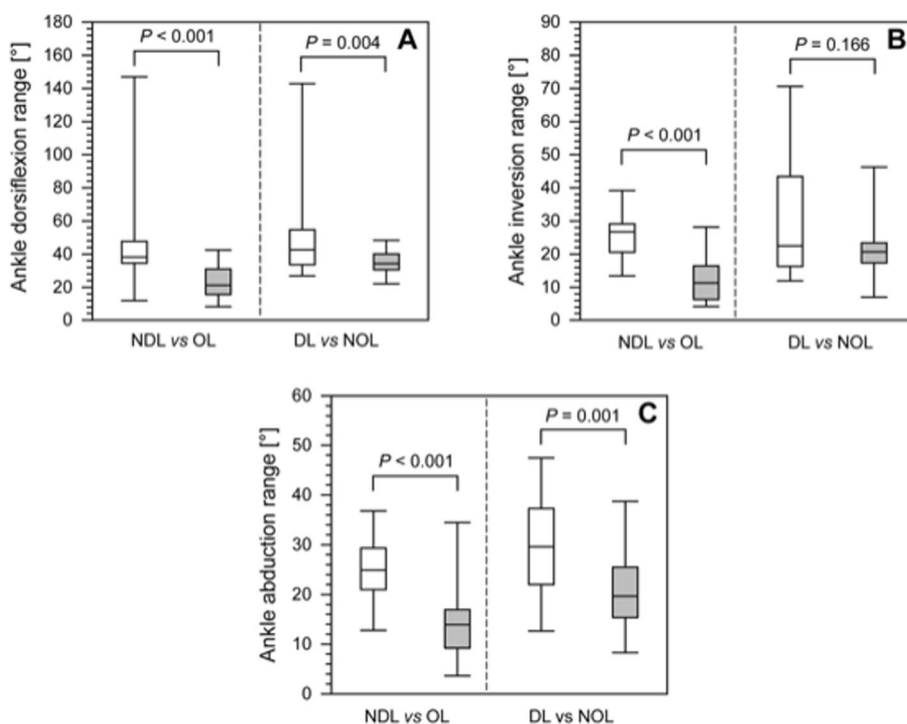 180
160
140
120
100
80
60
40
20
0
Ankle dorsiflexion range [°]
P < 0.001
P = 0.004
A
NDL vs OL
DL vs NOL
90
80
70
60
50
40
30
20
10
0
Ankle inversion range [°]
P < 0.001
P = 0.166
B
NDL vs OL
DL vs NOL
60
50
40
30
20
10
0
Ankle abduction range [°]
P < 0.001
P = 0.001
C
NDL vs OL
DL vs NOL